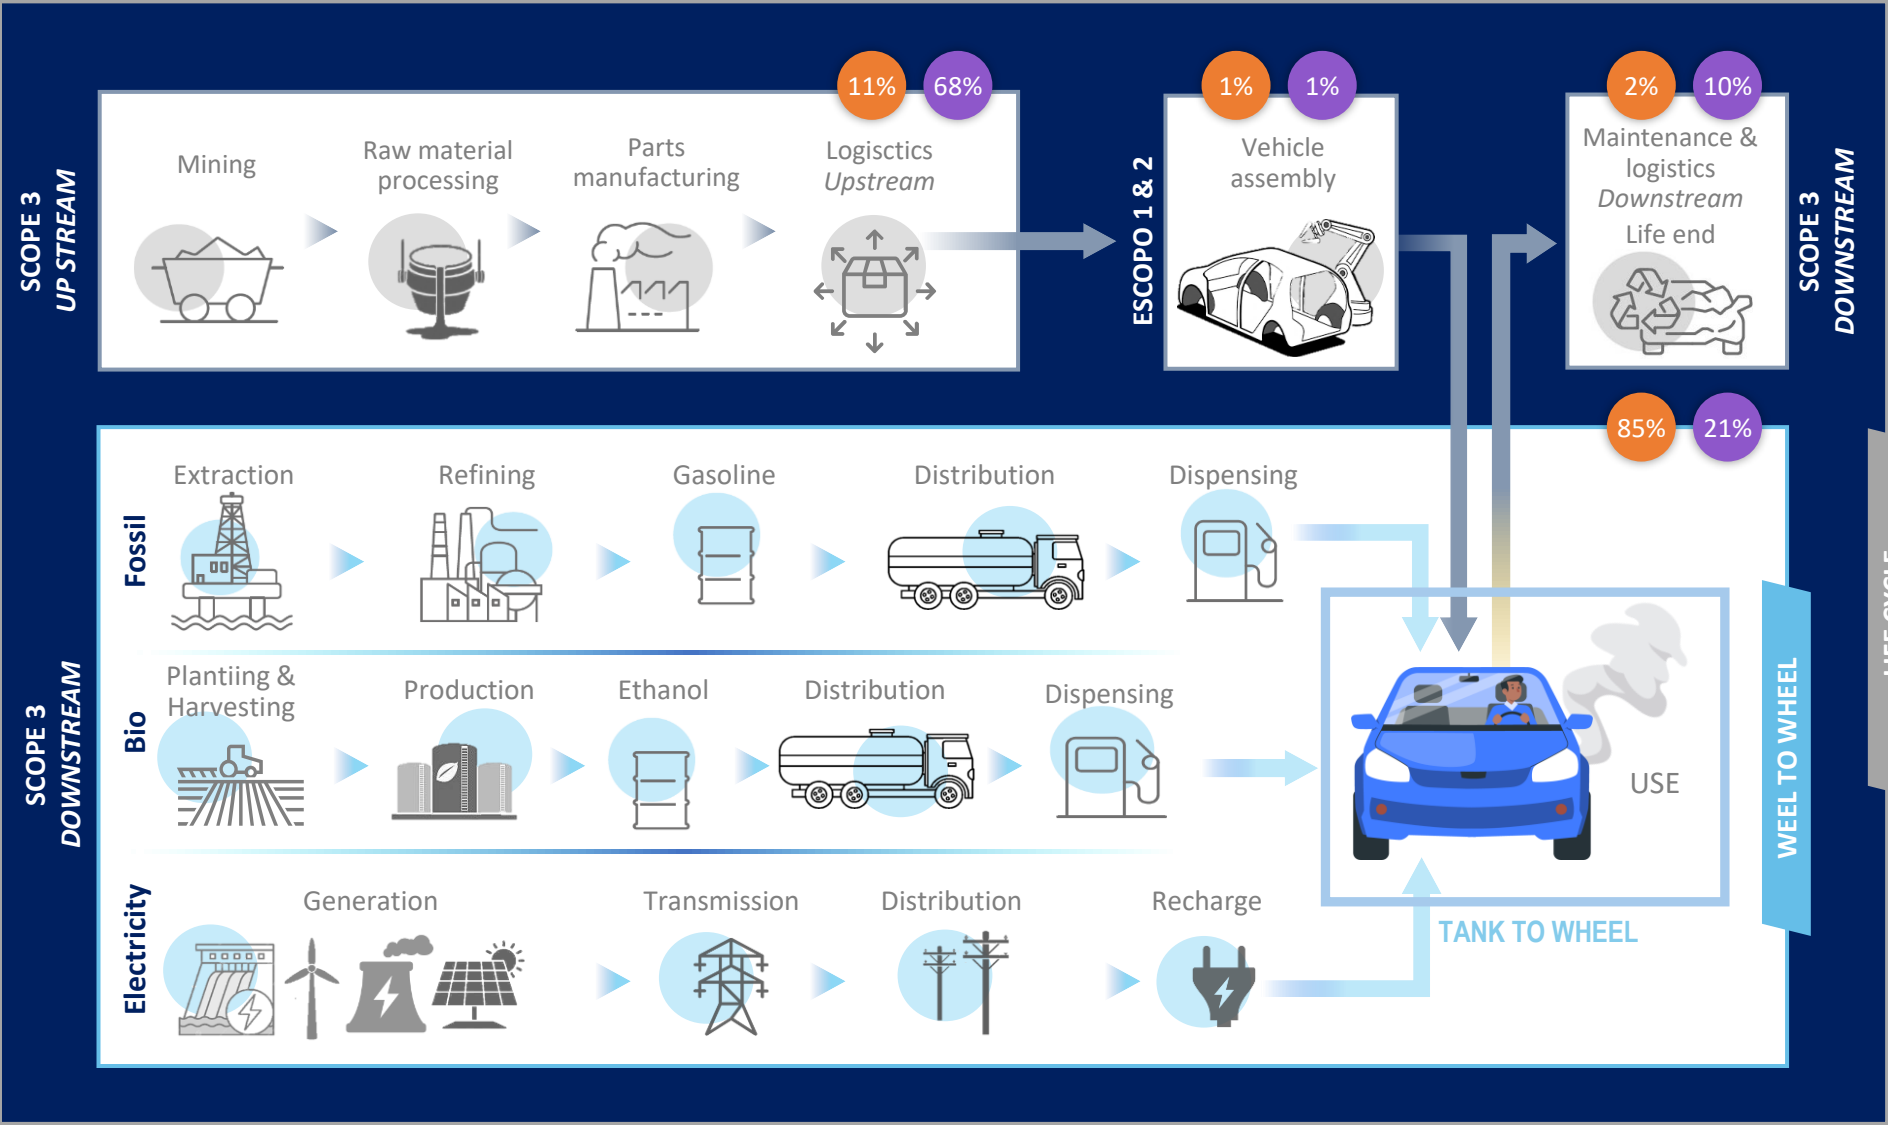 11%
68%
1%
1%
2%
10%
SCOPE 3
UP STREAM
Mining
Raw material
processing
Parts
manufacturing
Logisctics
Upstream
ESCOPO 1 & 2
Vehicle
assembly
Maintenance &
logistics
Downstream
Life end
SCOPE 3
DOWNSTREAM
85%
21%
SCOPE 3
DOWNSTREAM
Fossil
Extraction
Refining
Gasoline
Distribution
Dispensing
Bio
Plantiing &
Harvesting
Production
Ethanol
Distribution
Dispensing
Electricity
Generation
Transmission
Distribution
Recharge
USE
TANK TO WHEEL
WEEL TO WHEEL